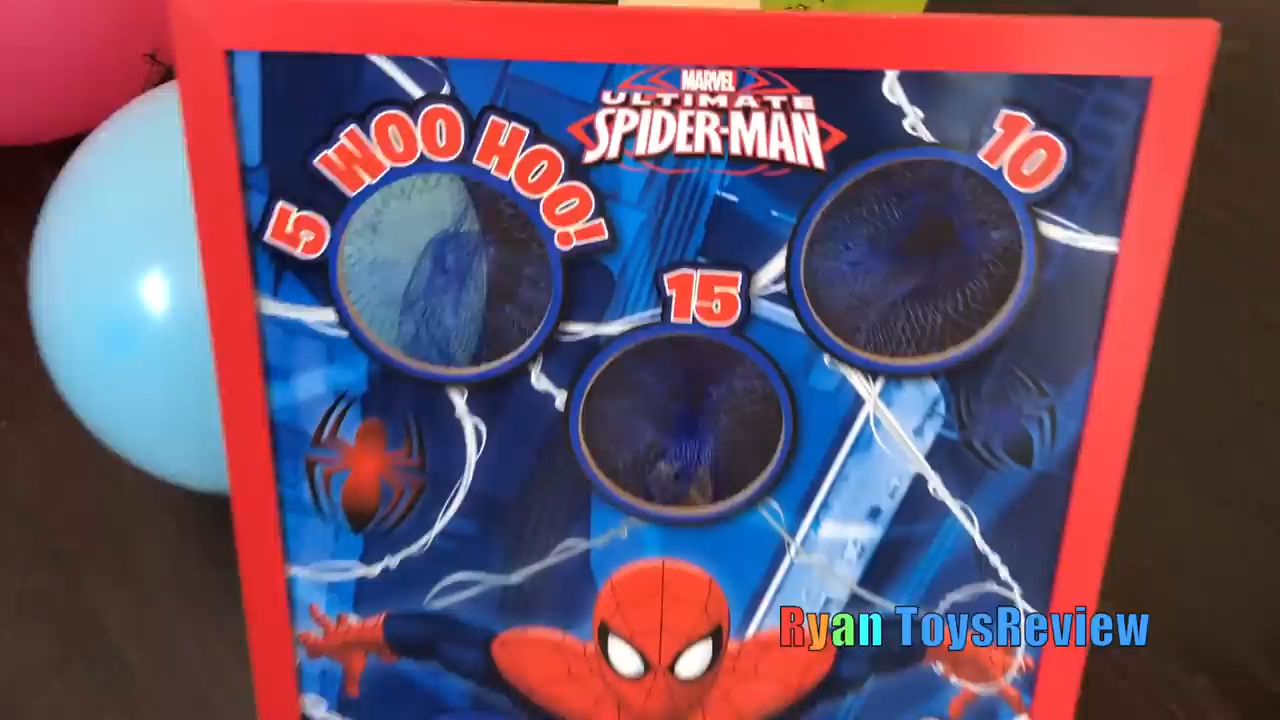 MARVEL
ULTIMATE
SPIDER-MAN
5 WOO HOO!
10
15
Ryan ToysReview